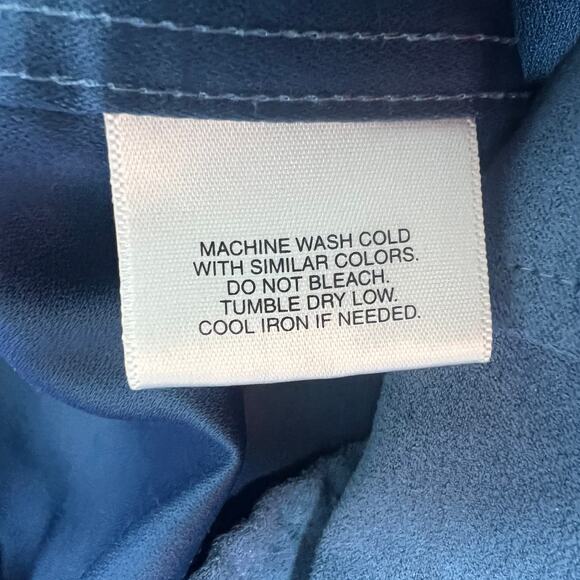 MACHINE WASH COLD
WITH SIMILAR COLORS.
DO NOT BLEACH.
TUMBLE DRY LOW.
COOL IRON IF NEEDED.